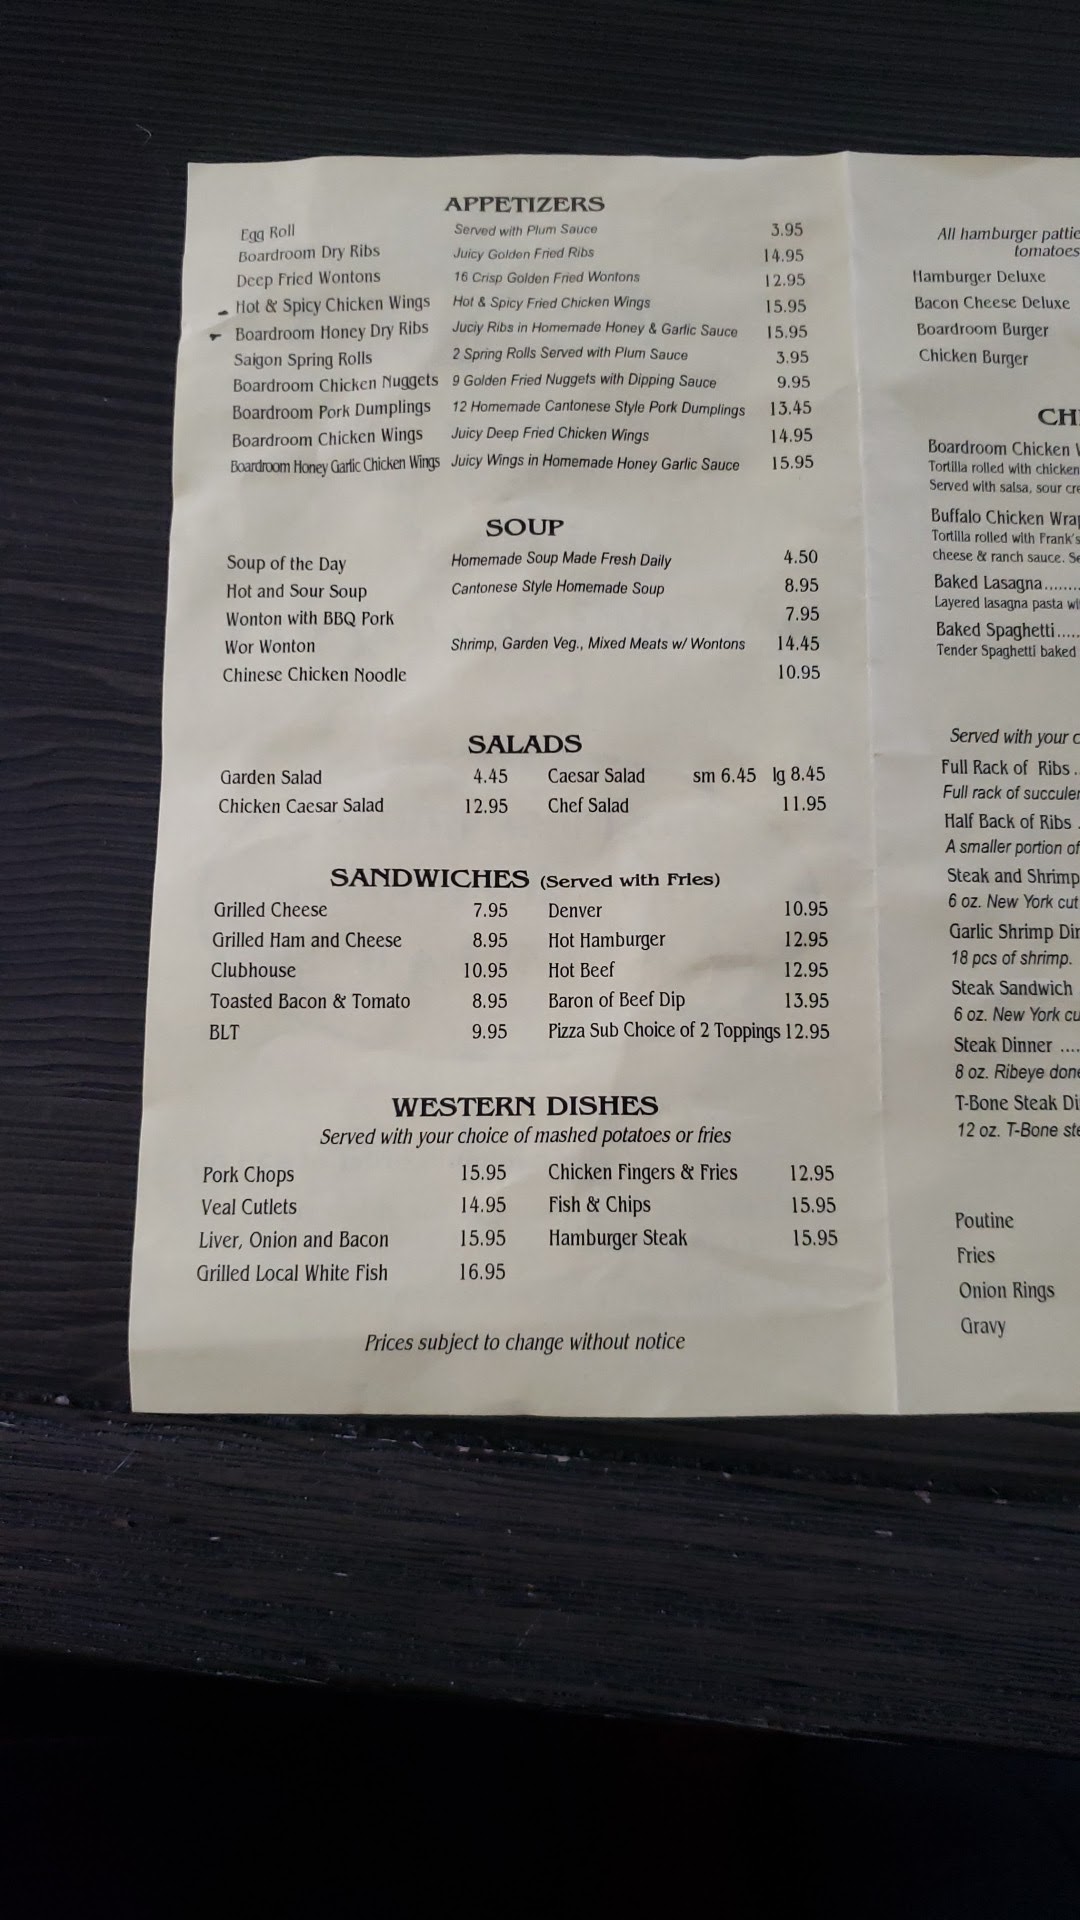 APPETIZERS
Egg Roll Served with Plum Sauce 3.95
Boardroom Dry Ribs Juicy Golden Fried Ribs 14.95
Deep Fried Wontons 16 Crisp Golden Fried Wontons 12.95
Hot & Spicy Chicken Wings Hot & Spicy Fried Chicken Wings 15.95
Boardroom Honey Dry Ribs Juciy Ribs in Homemade Honey & Garlic Sauce 15.95
Saigon Spring Rolls 2 Spring Rolls Served with Plum Sauce 3.95
Boardroom Chicken Nuggets 9 Golden Fried Nuggets with Dipping Sauce 9.95
Boardroom Pork Dumplings 12 Homemade Cantonese Style Pork Dumplings 13.45
Boardroom Chicken Wings Juicy Deep Fried Chicken Wings 14.95
Boardroom Honey Garlic Chicken Wings Juicy Wings in Homemade Honey Garlic Sauce 15.95
SOUP
Soup of the Day Homemade Soup Made Fresh Daily 4.50
Hot and Sour Soup Cantonese Style Homemade Soup 8.95
Wonton with BBQ Pork 7.95
Wor Wonton Shrimp, Garden Veg., Mixed Meats w/ Wontons 14.45
Chinese Chicken Noodle 10.95
SALADS
Garden Salad 4.45 Caesar Salad sm 6.45 lg 8.45
Chicken Caesar Salad 12.95 Chef Salad 11.95
SANDWICHES (Served with Fries)
Grilled Cheese 7.95 Denver 10.95
Grilled Ham and Cheese 8.95 Hot Hamburger 12.95
Clubhouse 10.95 Hot Beef 12.95
Toasted Bacon & Tomato 8.95 Baron of Beef Dip 13.95
BLT 9.95 Pizza Sub Choice of 2 Toppings 12.95
WESTERN DISHES
Served with your choice of mashed potatoes or fries
Pork Chops 15.95 Chicken Fingers & Fries 12.95
Veal Cutlets 14.95 Fish & Chips 15.95
Liver, Onion and Bacon 15.95 Hamburger Steak 15.95
Grilled Local White Fish 16.95
Prices subject to change without notice
All hamburger
tomatoes
Hamburger Deluxe
Bacon Cheese Deluxe
Boardroom Burger
Chicken Burger
Boardroom Chicken
Tortilla rolled with chicken
Served with salsa, sour
Buffalo Chicken
Tortilla rolled with Frank's
cheese & ranch sauce.
Baked Lasagna........
Layered lasagna pasta
Baked Spaghetti.....
Tender Spaghetti baked
Served with your
Full Rack of Ribs ..
Full rack of
Half Back of Ribs .
A smaller portion of
Steak and Shrimp
6 oz. New York cut
Garlic Shrimp
18 pcs of shrimp.
Steak Sandwich
6 oz. New York
Steak Dinner ....
8 oz. Ribeye
T-Bone Steak
12 oz. T-Bone
Poutine
Fries
Onion Rings
Gravy